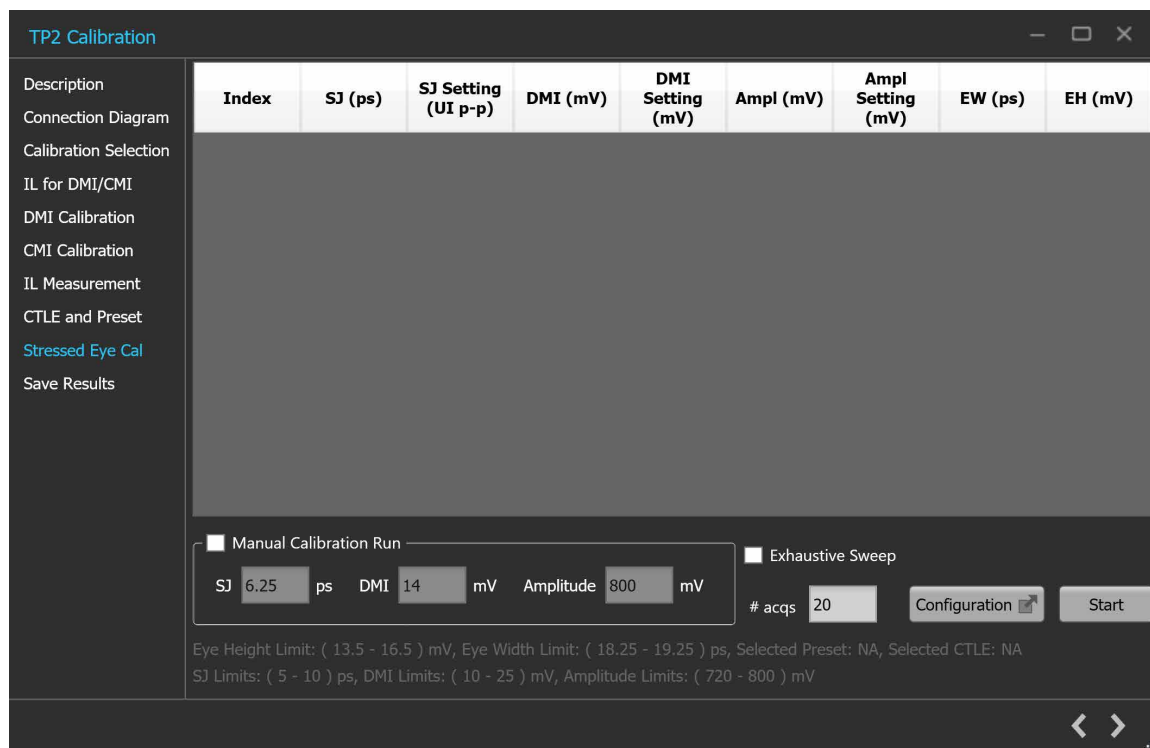 TP2 Calibration
Description
Connection Diagram
Calibration Selection
IL for DMI/CMI
DMI Calibration
CMI Calibration
IL Measurement
CTLE and Preset
Stressed Eye Cal
Save Results
Index
SJ (ps)
SJ Setting
(UI p-p)
DMI (mV)
DMI
Setting
(mV)
Ampl (mV)
Ampl
Setting
(mV)
EW (ps)
EH (mV)
Manual Calibration Run
SJ 6.25 ps DMI 14 mV Amplitude 800 mV
Exhaustive Sweep
# acqs 20 Configuration Start
Eye Height Limit: ( 13.5 - 16.5 ) mV, Eye Width Limit: ( 18.25 - 19.25 ) ps, Selected Preset: NA, Selected CTLE: NA
SJ Limits: ( 5 - 10 ) ps, DMI Limits: ( 10 - 25 ) mV, Amplitude Limits: ( 720 - 800 ) mV